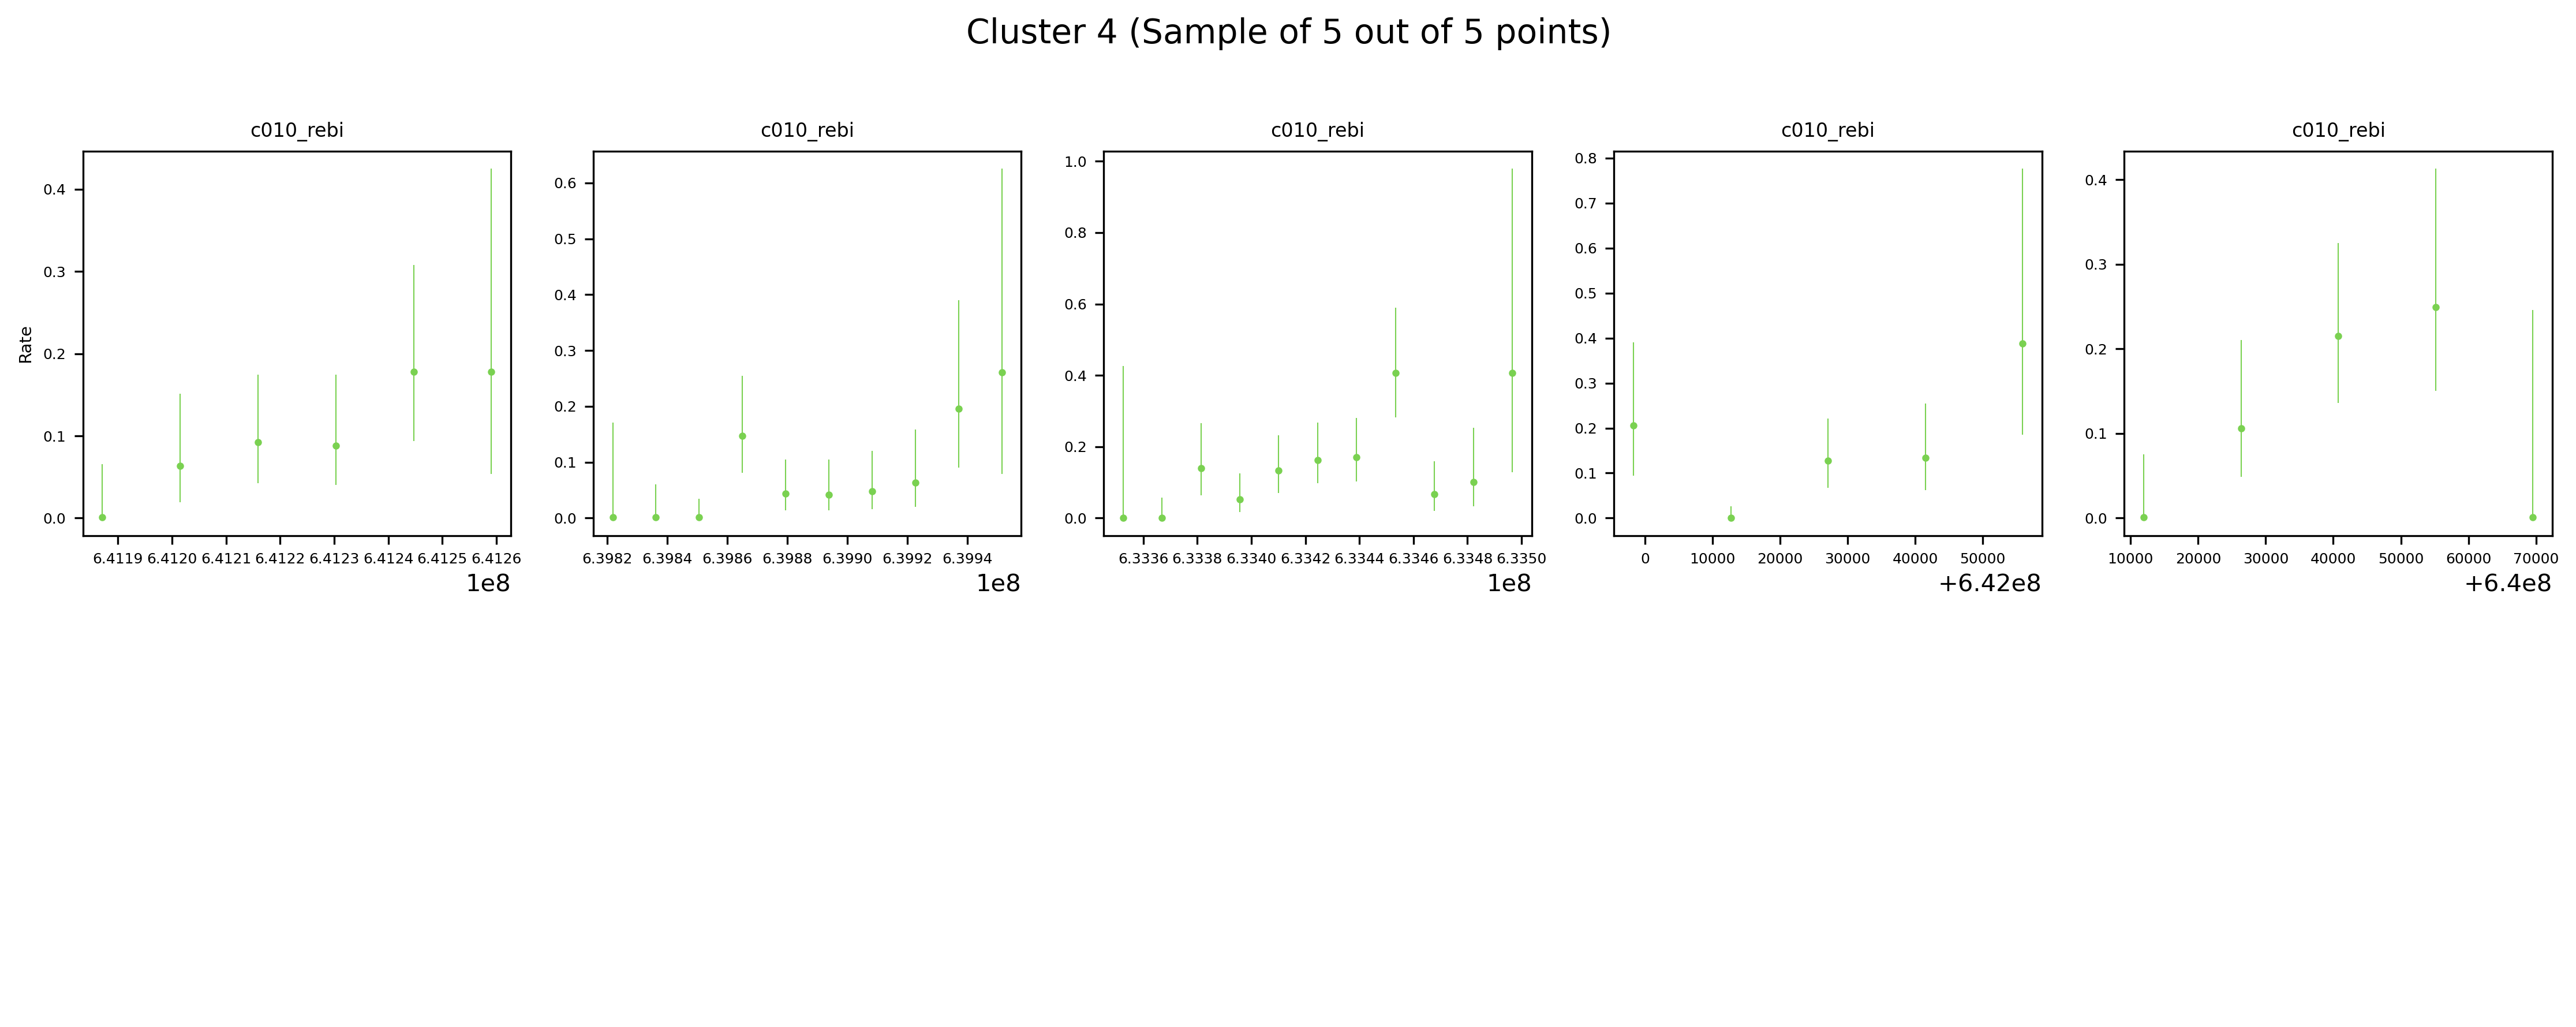 Cluster 4 (Sample of 5 out of 5 points)
c010_rebi
Rate
0.4
0.3
0.2
0.1
0.0
6.4119 6.4120 6.4121 6.4122 6.4123 6.4124 6.4125 6.4126
1e8
c010_rebi
0.6
0.5
0.4
0.3
0.2
0.1
0.0
6.3982 6.3984 6.3986 6.3988 6.3990 6.3992 6.3994
1e8
c010_rebi
1.0
0.8
0.6
0.4
0.2
0.0
6.3336 6.3338 6.3340 6.3342 6.3344 6.3346 6.3348 6.3350
1e8
c010_rebi
0.8
0.7
0.6
0.5
0.4
0.3
0.2
0.1
0.0
0 10000 20000 30000 40000 50000
+6.42e8
c010_rebi
0.4
0.3
0.2
0.1
0.0
10000 20000 30000 40000 50000 60000 70000
+6.4e8